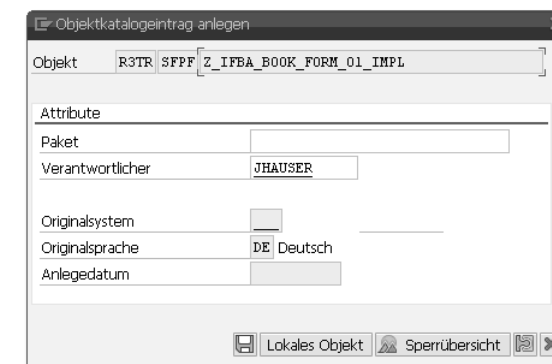 Objektkatalogeintrag anlegen
Objekt R3TR SFPF Z_IFBA_BOOK_FORM_01_IMPL
Attribute
Paket
Verantwortlicher JHAUSER
Originalsystem
Originalsprache DE Deutsch
Anlegedatum
Lokales Objekt Sperrübersicht